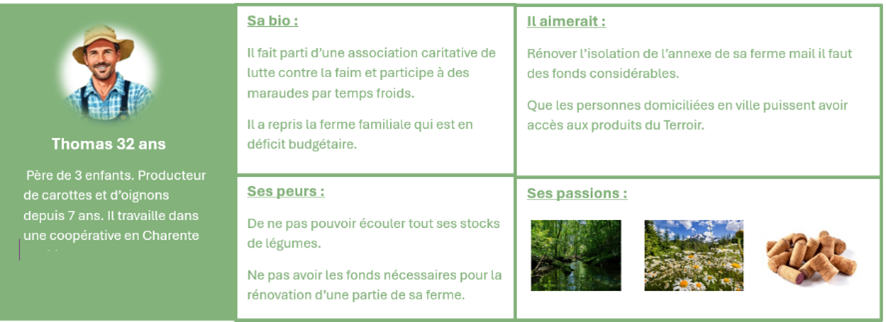 Thomas 32 ans
Père de 3 enfants. Producteur
de carottes et d'oignons
depuis 7 ans. Il travaille dans
une coopérative en Charente
Sa bio :
Il fait parti d'une association caritative de
lutte contre la faim et participe à des
maraudes par temps froids.
Il a repris la ferme familiale qui est en
déficit budgétaire.
Il aimerait :
Rénover l'isolation de l'annexe de sa ferme mail il faut
des fonds considérables.
Que les personnes domiciliées en ville puissent avoir
accès aux produits du Terroir.
Ses peurs :
De ne pas pouvoir écouler tout ses stocks
de légumes.
Ne pas avoir les fonds nécessaires pour la
rénovation d'une partie de sa ferme.
Ses passions :